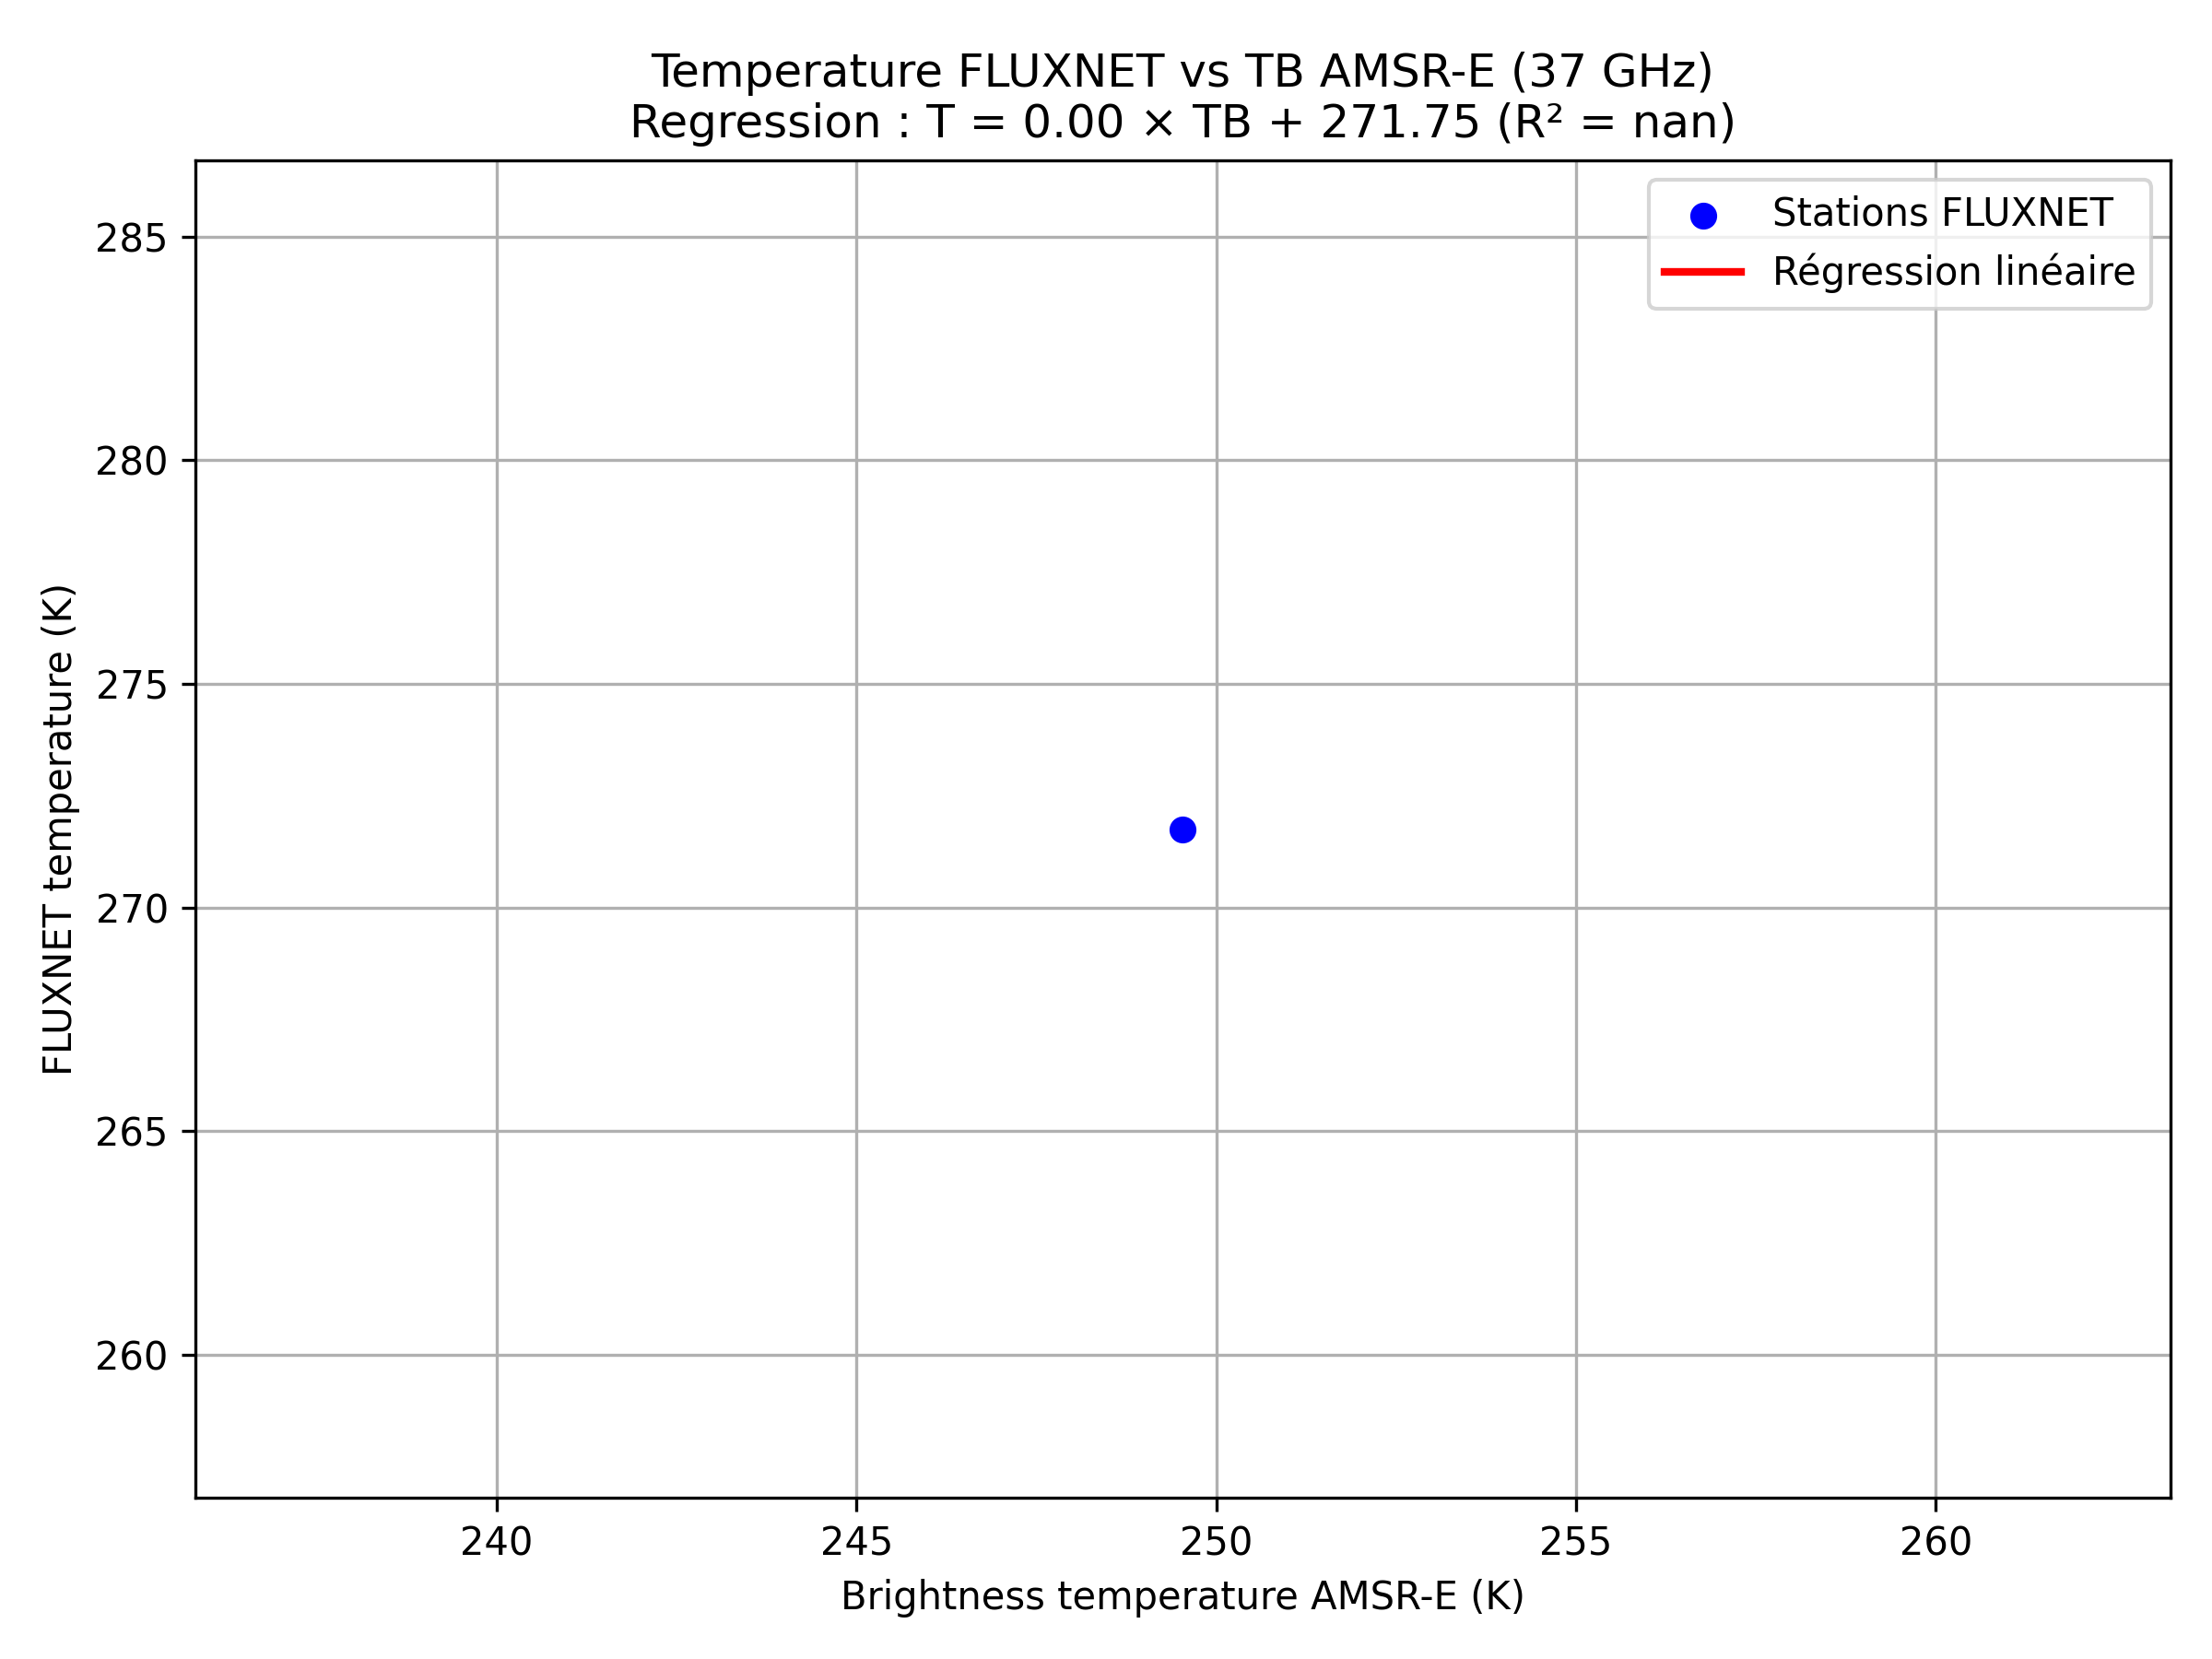 Temperature FLUXNET vs TB AMSR-E (37 GHz)
Regression : T = 0.00 × TB + 271.75 (R² = nan)
Stations FLUXNET
Régression linéaire
FLUXNET temperature (K)
285
280
275
270
265
260
240
245
250
255
260
Brightness temperature AMSR-E (K)